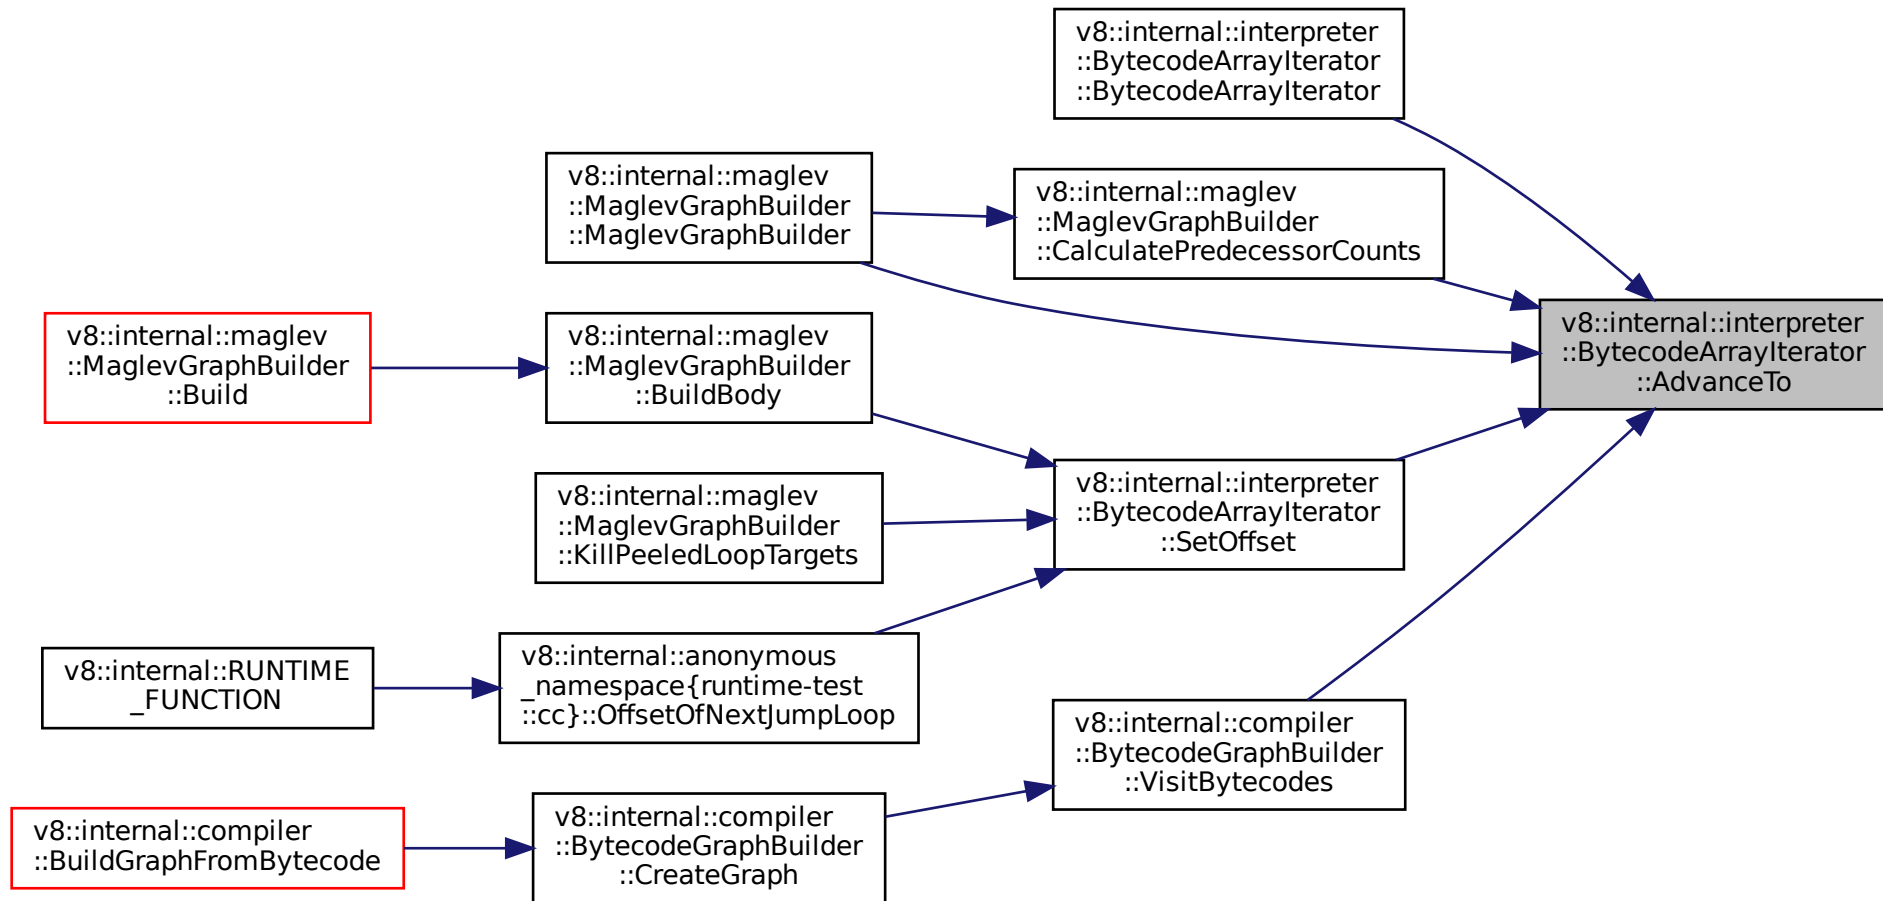 v8::internal::interpreter
::BytecodeArrayIterator
::BytecodeArrayIterator
v8::internal::maglev
::MaglevGraphBuilder
::MaglevGraphBuilder
v8::internal::maglev
::MaglevGraphBuilder
::CalculatePredecessorCounts
v8::internal::interpreter
::BytecodeArrayIterator
::AdvanceTo
v8::internal::maglev
::MaglevGraphBuilder
::Build
v8::internal::maglev
::MaglevGraphBuilder
::BuildBody
v8::internal::maglev
::MaglevGraphBuilder
::KillPeeledLoopTargets
v8::internal::interpreter
::BytecodeArrayIterator
::SetOffset
v8::internal::RUNTIME
_FUNCTION
v8::internal::anonymous
_namespace{runtime-test
::cc}::OffsetOfNextJumpLoop
v8::internal::compiler
::BytecodeGraphBuilder
::VisitBytecodes
v8::internal::compiler
::BuildGraphFromBytecode
v8::internal::compiler
::BytecodeGraphBuilder
::CreateGraph